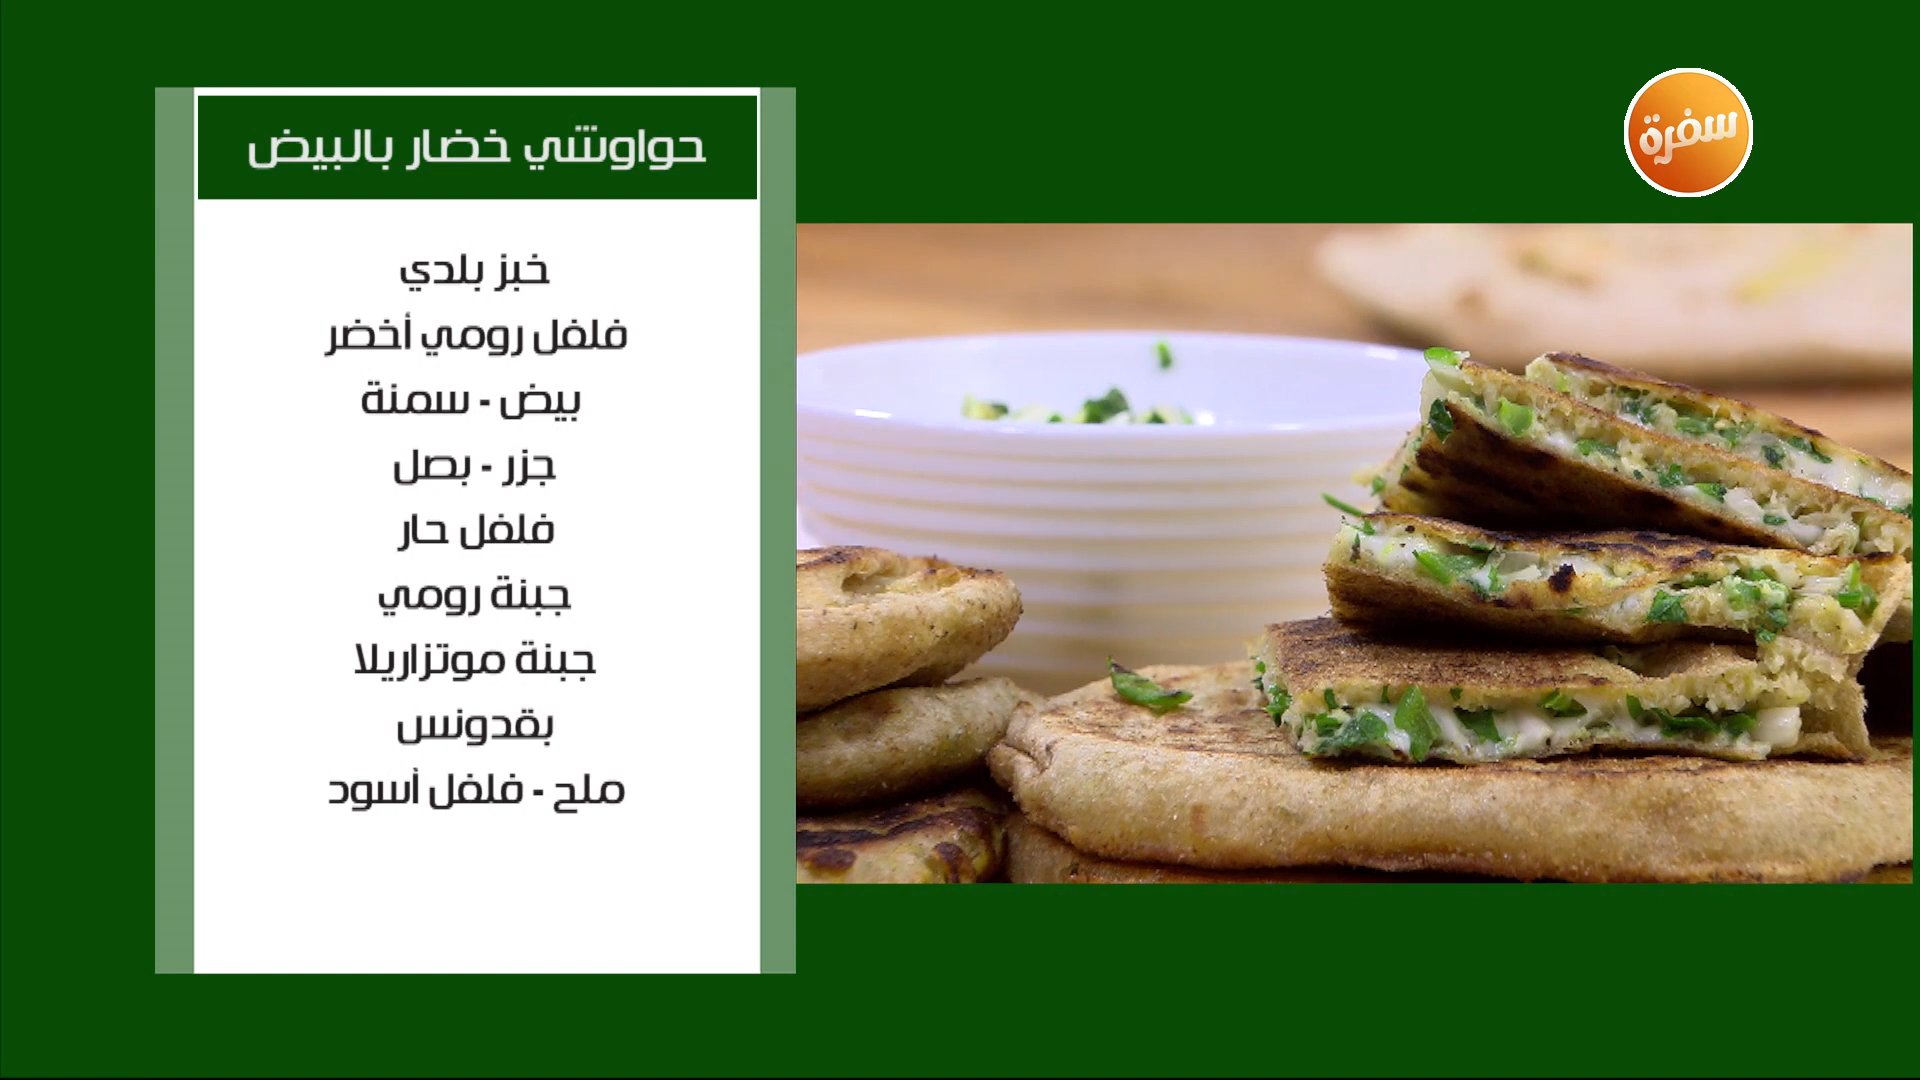 حواوشي خضار بالبيض
خبز بلدي
فلفل رومي أخضر
بيض - سمنة
جزر - بصل
فلفل حار
جبنة رومي
جبنة موتزاريلا
بقدونس
ملح - فلفل أسود
سفرة